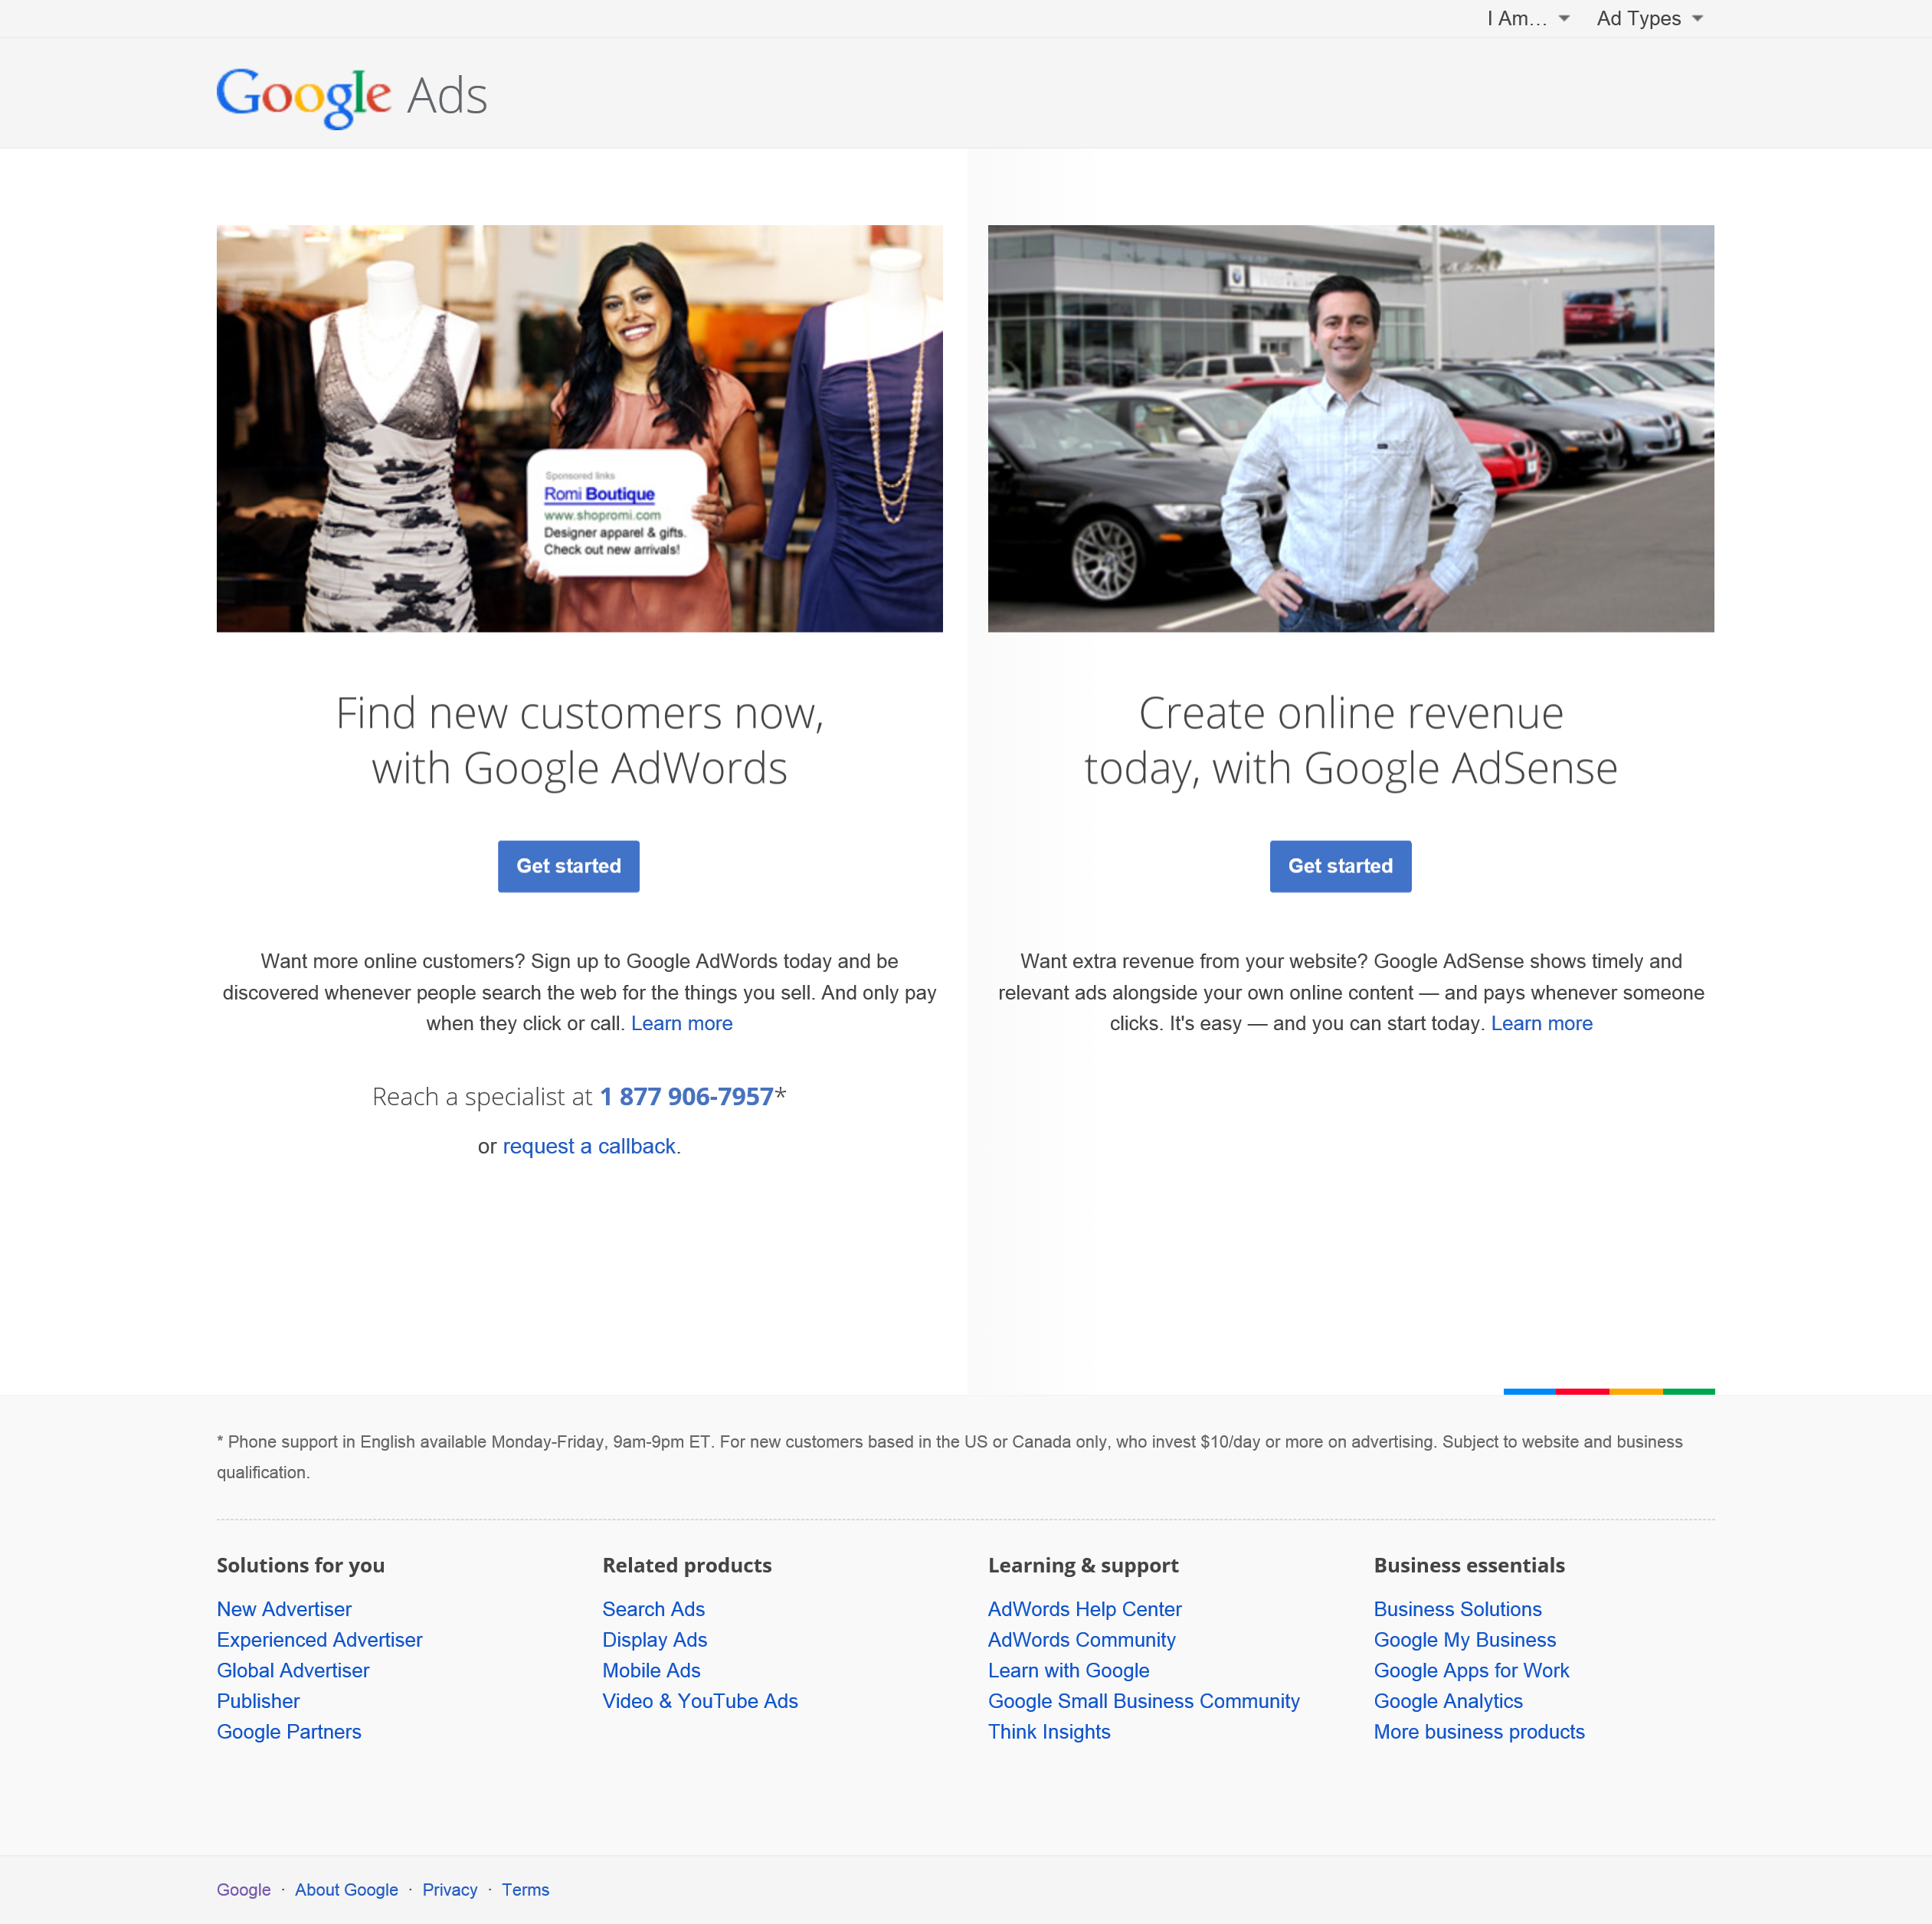 I Am... Ad Types
Google Ads
Sponsored links
Romi Boutique
www.shopromi.com
Designer apparel & gifts.
Check out new arrivals!
Find new customers now,
with Google AdWords
Get started
Want more online customers? Sign up to Google AdWords today and be
discovered whenever people search the web for the things you sell. And only pay
when they click or call. Learn more
Reach a specialist at 1 877 906-7957*
or request a callback.
Create online revenue
today, with Google AdSense
Get started
Want extra revenue from your website? Google AdSense shows timely and
relevant ads alongside your own online content — and pays whenever someone
clicks. It's easy — and you can start today. Learn more
* Phone support in English available Monday-Friday, 9am-9pm ET. For new customers based in the US or Canada only, who invest $10/day or more on advertising. Subject to website and business
qualification.
Solutions for you
New Advertiser
Experienced Advertiser
Global Advertiser
Publisher
Google Partners
Related products
Search Ads
Display Ads
Mobile Ads
Video & YouTube Ads
Learning & support
AdWords Help Center
AdWords Community
Learn with Google
Google Small Business Community
Think Insights
Business essentials
Business Solutions
Google My Business
Google Apps for Work
Google Analytics
More business products
Google · About Google · Privacy · Terms